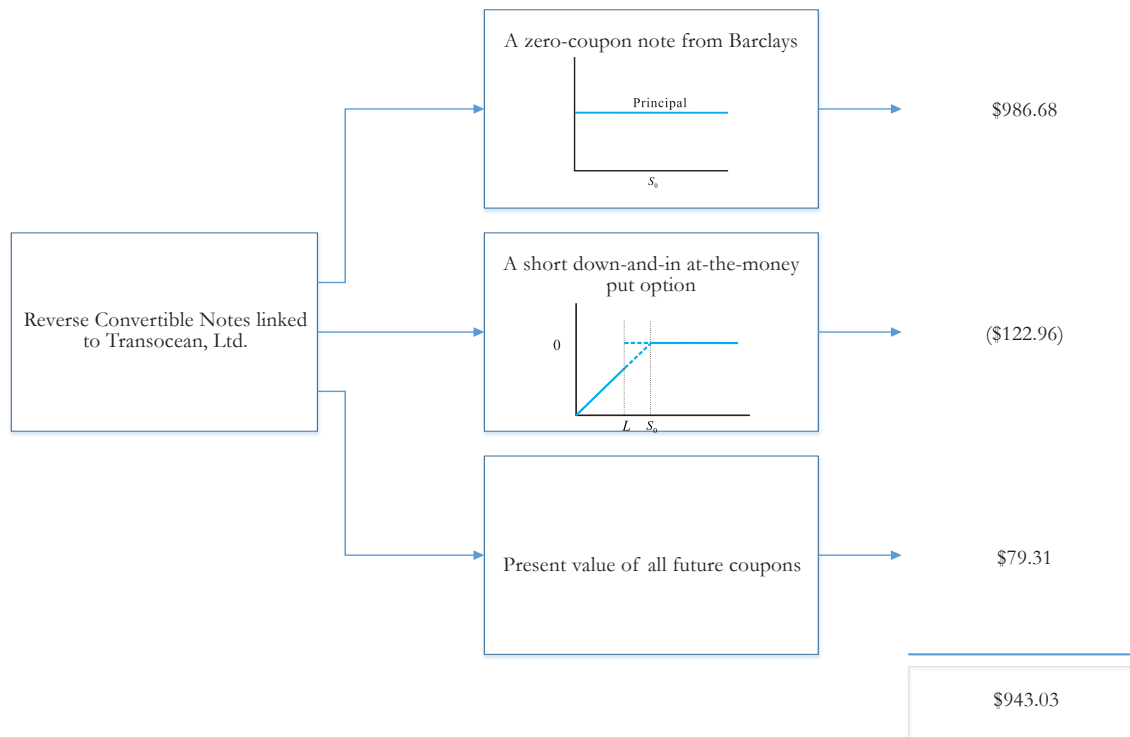 A zero-coupon note from Barclays
Principal
S₀
$986.68
Reverse Convertible Notes linked
to Transocean, Ltd.
A short down-and-in at-the-money
put option
0
L S₀
($122.96)
Present value of all future coupons
$79.31
$943.03